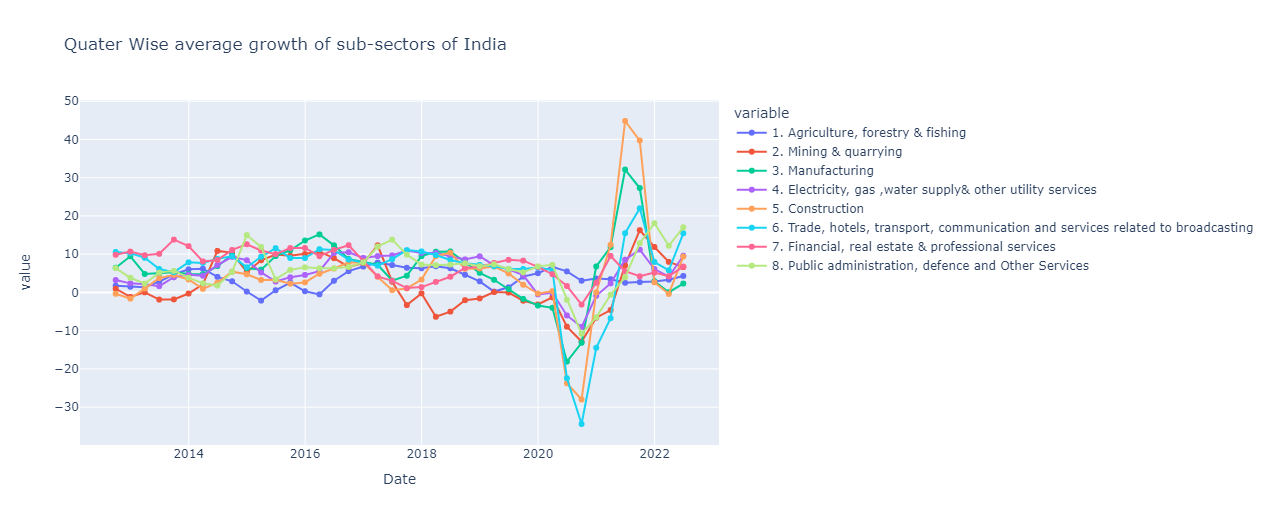 Quater Wise average growth of sub-sectors of India
variable
1. Agriculture, forestry & fishing
2. Mining & quarrying
3. Manufacturing
4. Electricity, gas ,water supply& other utility services
5. Construction
6. Trade, hotels, transport, communication and services related to broadcasting
7. Financial, real estate & professional services
8. Public administration, defence and Other Services
value
50
40
30
20
10
0
−10
−20
−30
2014
2016
2018
2020
2022
Date